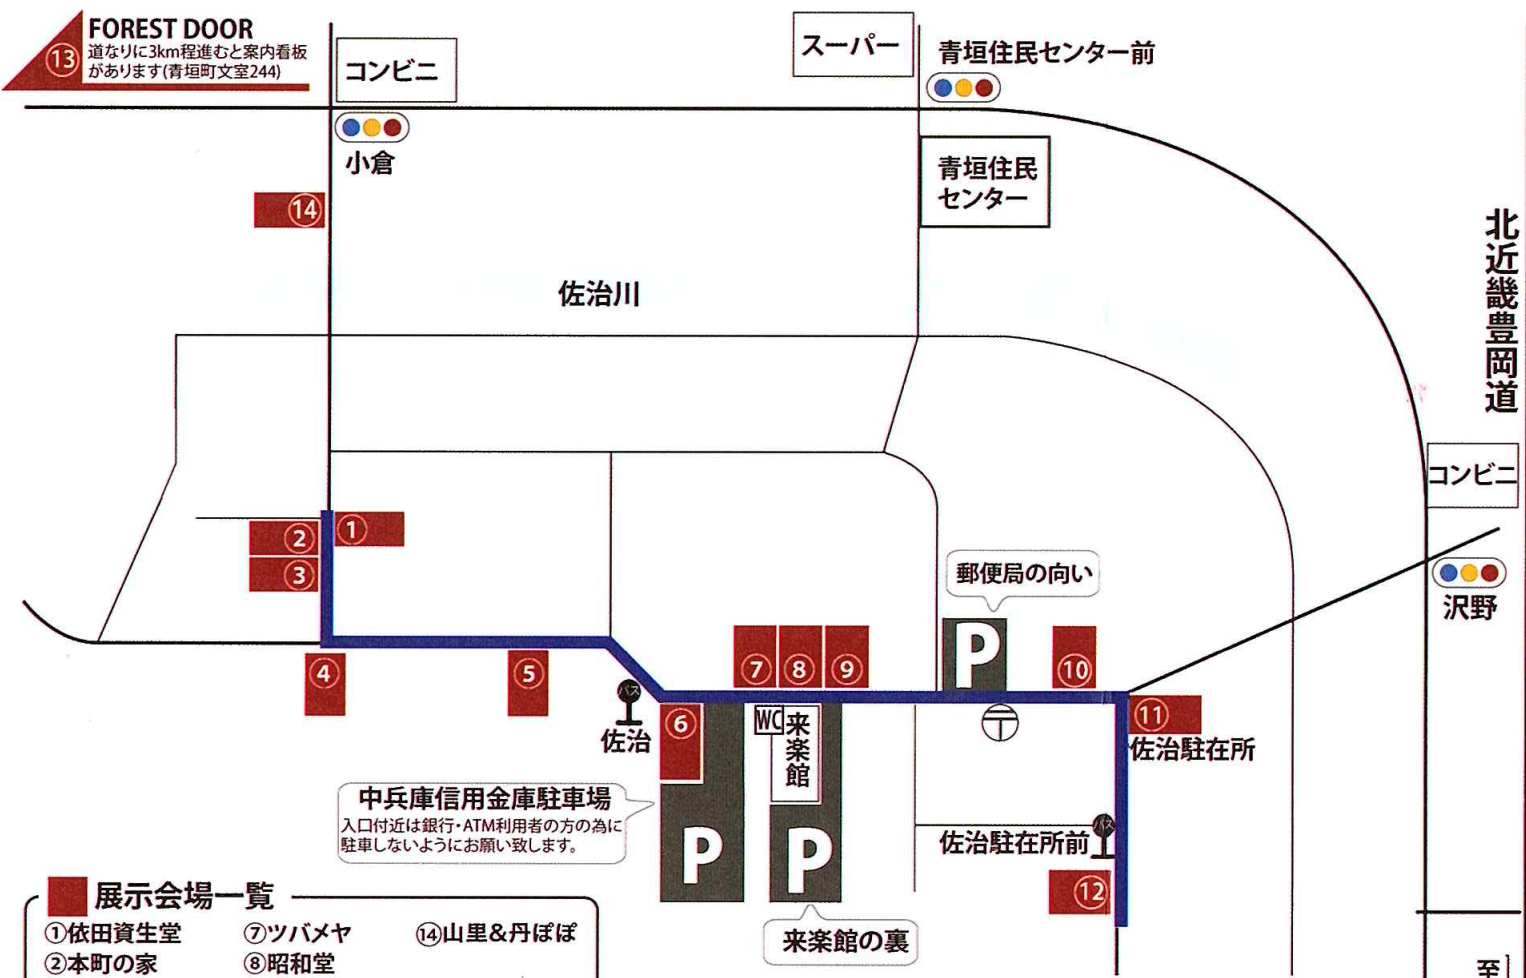 ⑬
FOREST DOOR
道なりに3km程進むと案内看板
があります(青垣町文室244)
コンビニ
スーパー
青垣住民センター前
小倉
青垣住民
センター
⑭
佐治川
北近畿豊岡道
コンビニ
沢野
①
②
③
郵便局の向い
P
④
⑤
⑦
⑧
⑨
⑩
バス
佐治
⑥
WC
来楽館
⑪
佐治駐在所
中兵庫信用金庫駐車場
入口付近は銀行・ATM利用者の方の為に
駐車しないようにお願い致します。
P
P
バス
佐治駐在所前
⑫
来楽館の裏
展示会場一覧
①依田資生堂
⑦ツバメヤ
⑭山里&丹ぽぽ
②本町の家
⑧昭和堂
至